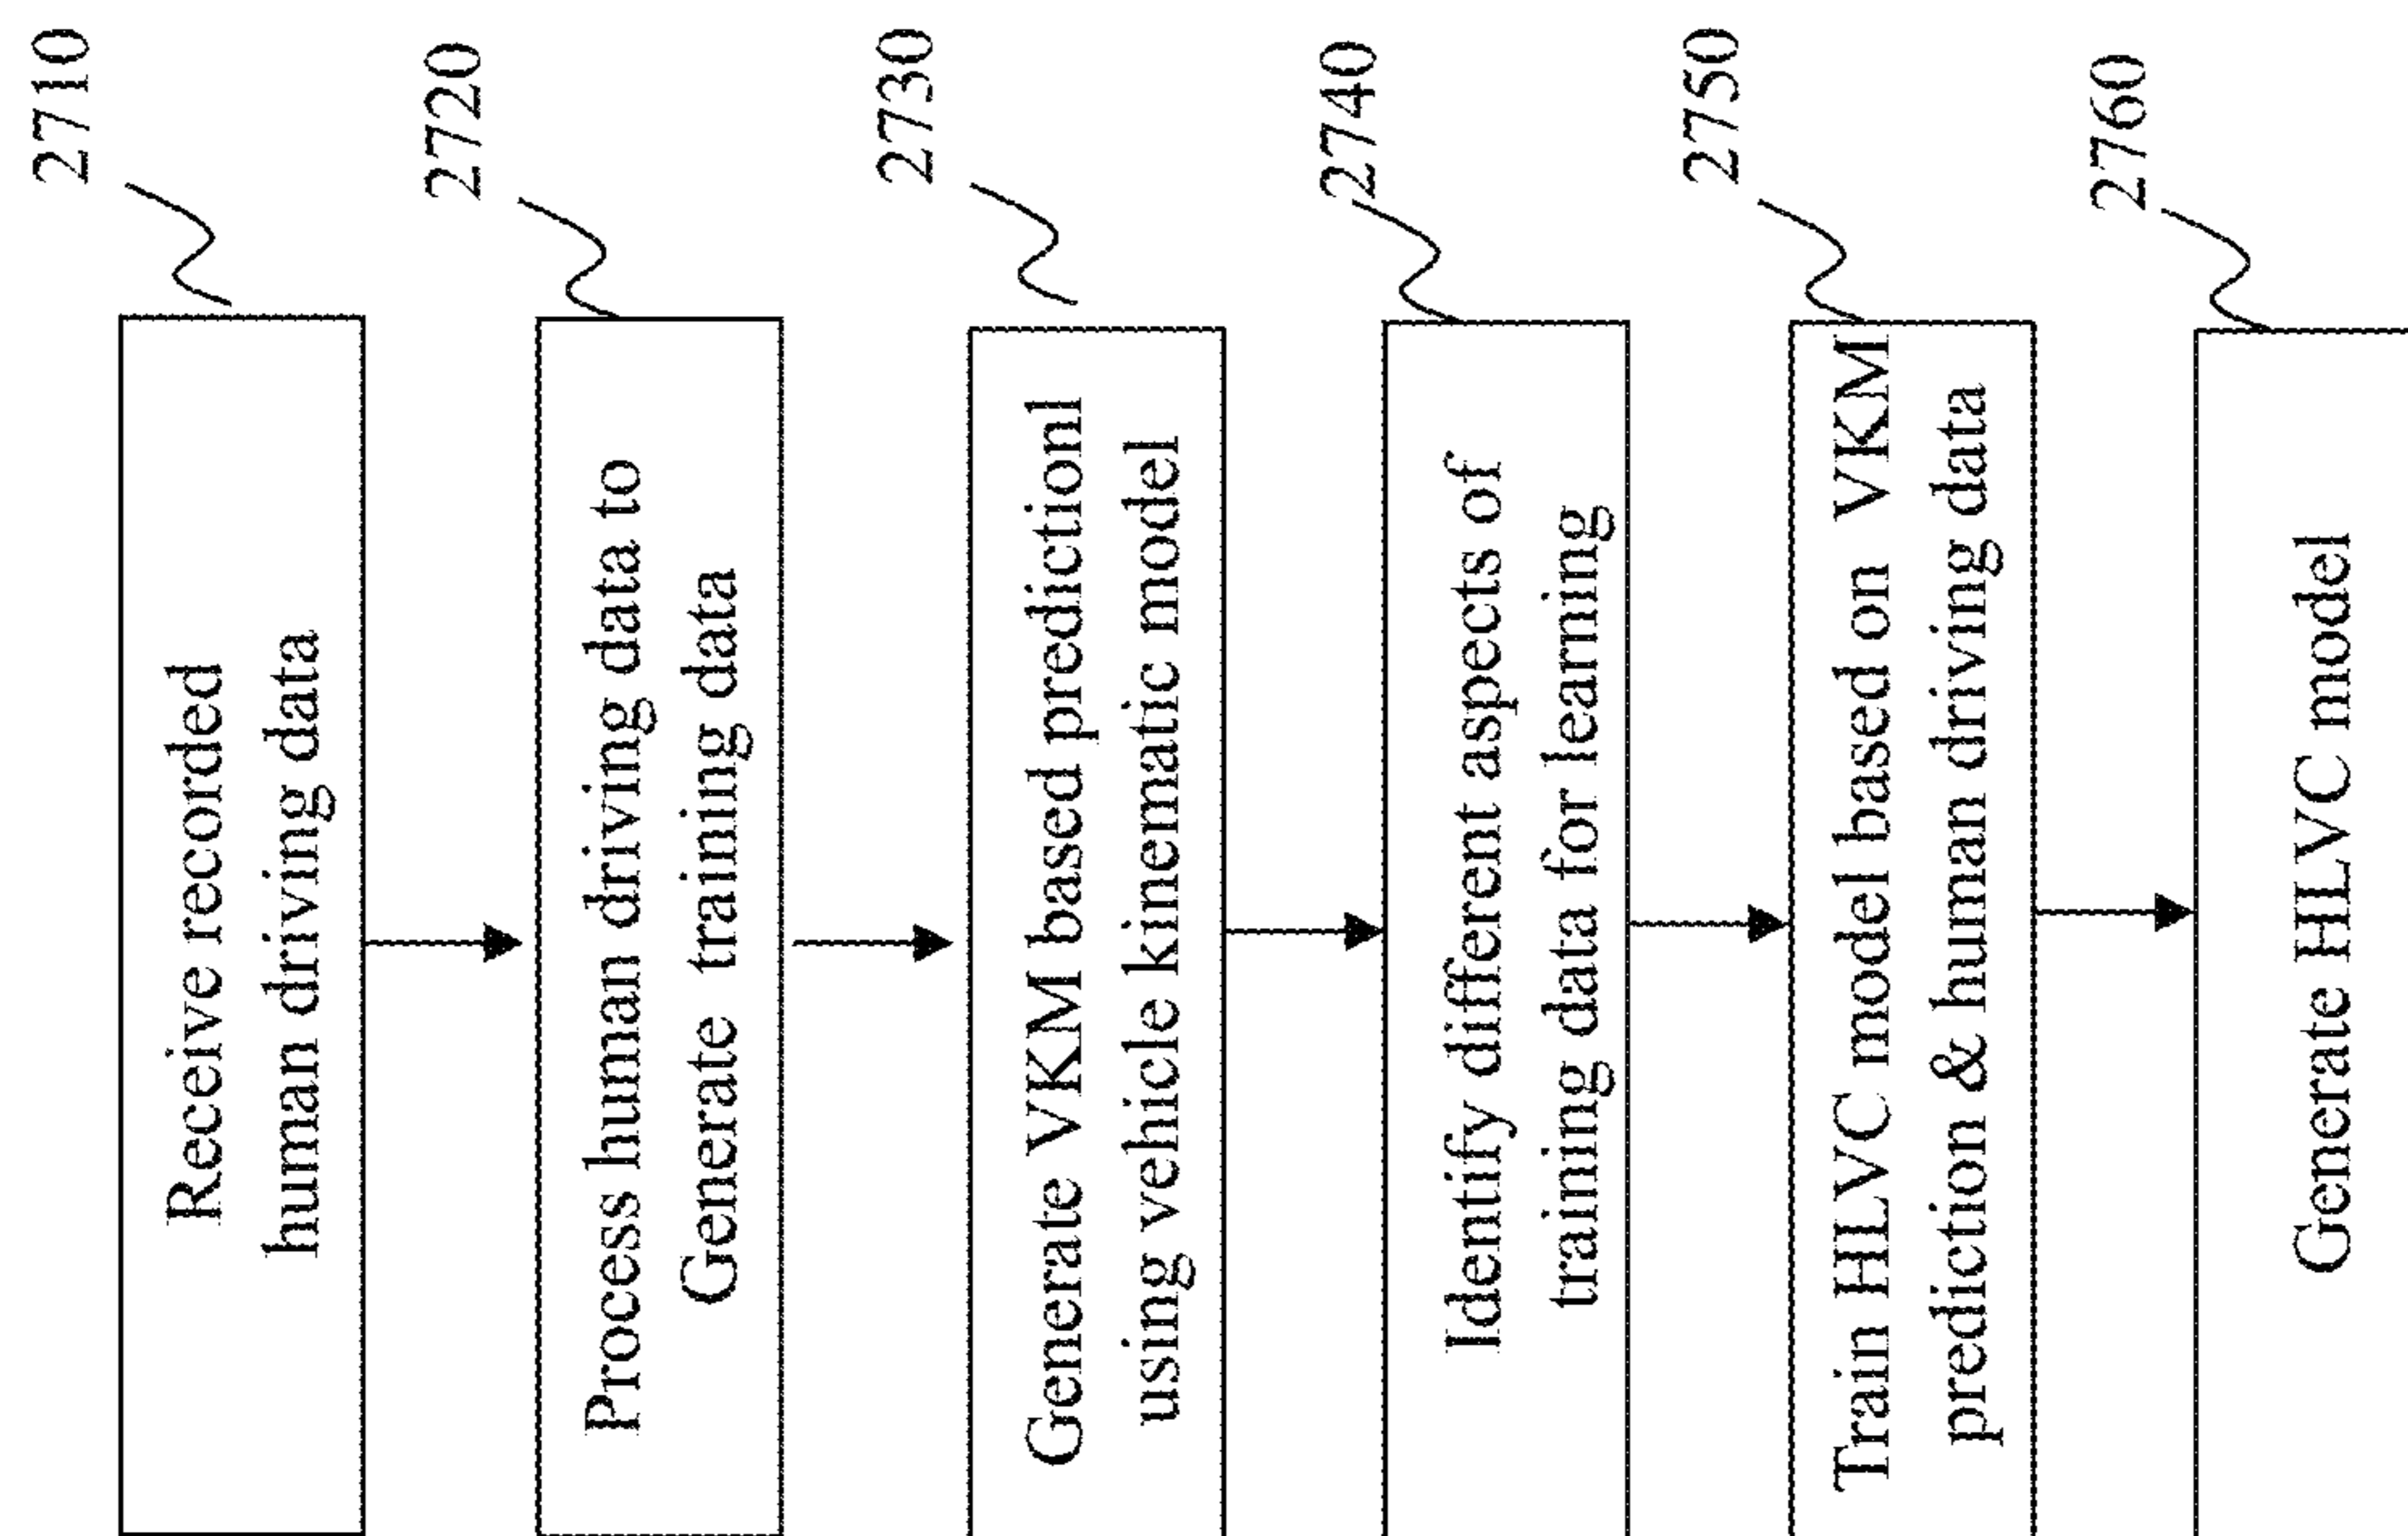 2710
Receive recorded
human driving data
2720
Process human driving data to
Generate training data
2730
Generate VKM based predictionl
using vehicle kinematic model
2740
Identify different aspects of
training data for learning
2750
Train HLVC model based on VKM
prediction & human driving data
2760
Generate HLVC model